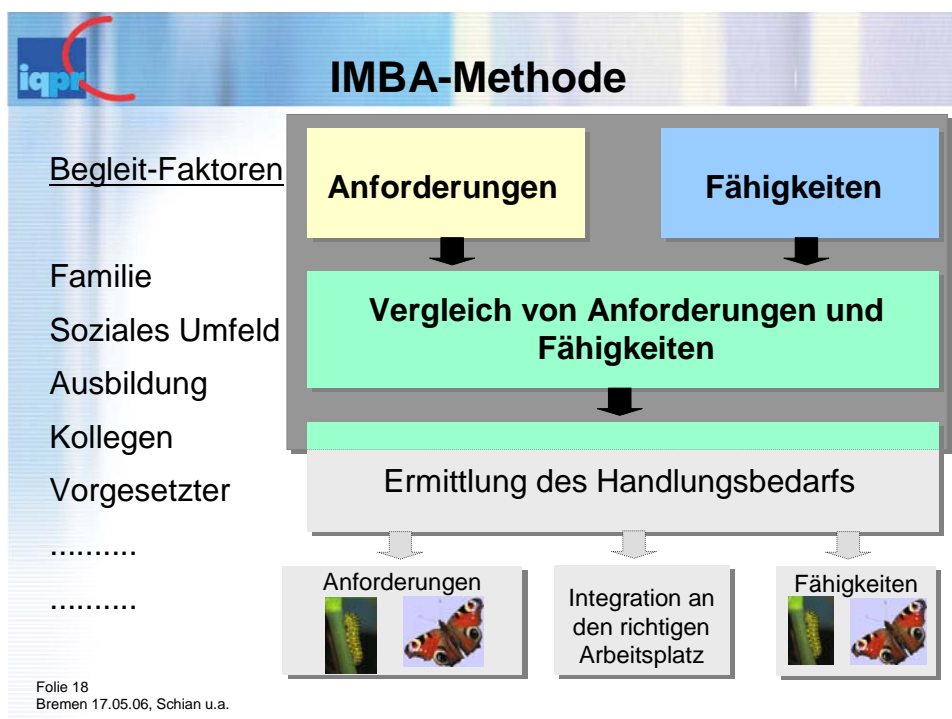 iqpr
IMBA-Methode
Begleit-Faktoren
Familie
Soziales Umfeld
Ausbildung
Kollegen
Vorgesetzter
..........
..........
Anforderungen
Fähigkeiten
Vergleich von Anforderungen und
Fähigkeiten
Ermittlung des Handlungsbedarfs
Anforderungen
Integration an
den richtigen
Arbeitsplatz
Fähigkeiten
Folie 18
Bremen 17.05.06, Schian u.a.